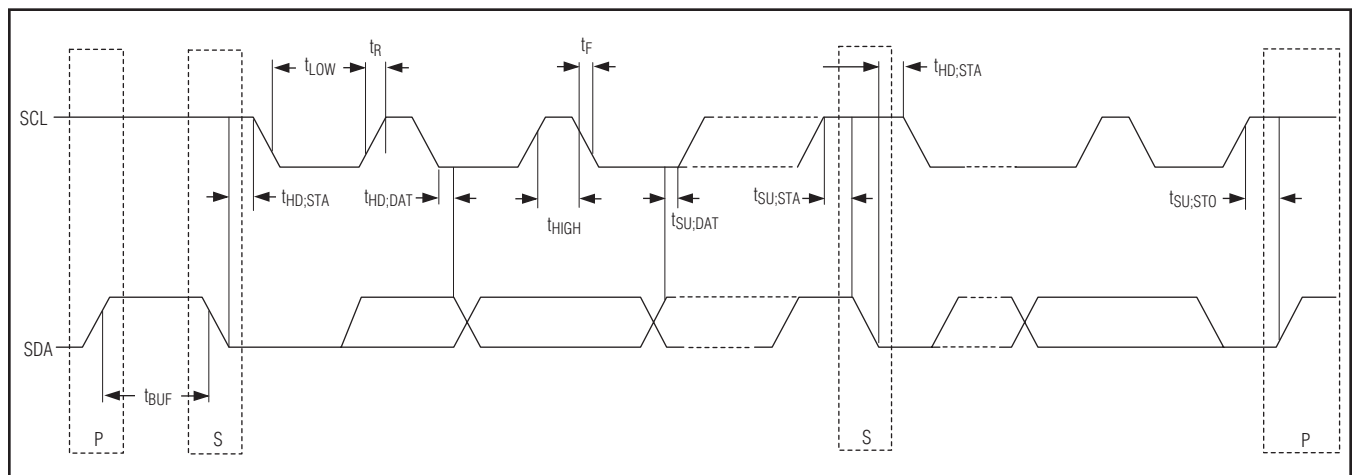 tR
tF
tLOW
tHD;STA
SCL
tHD;STA
tHD;DAT
tHIGH
tSU;DAT
tSU;STA
tSU;STO
SDA
tBUF
P
S
S
P